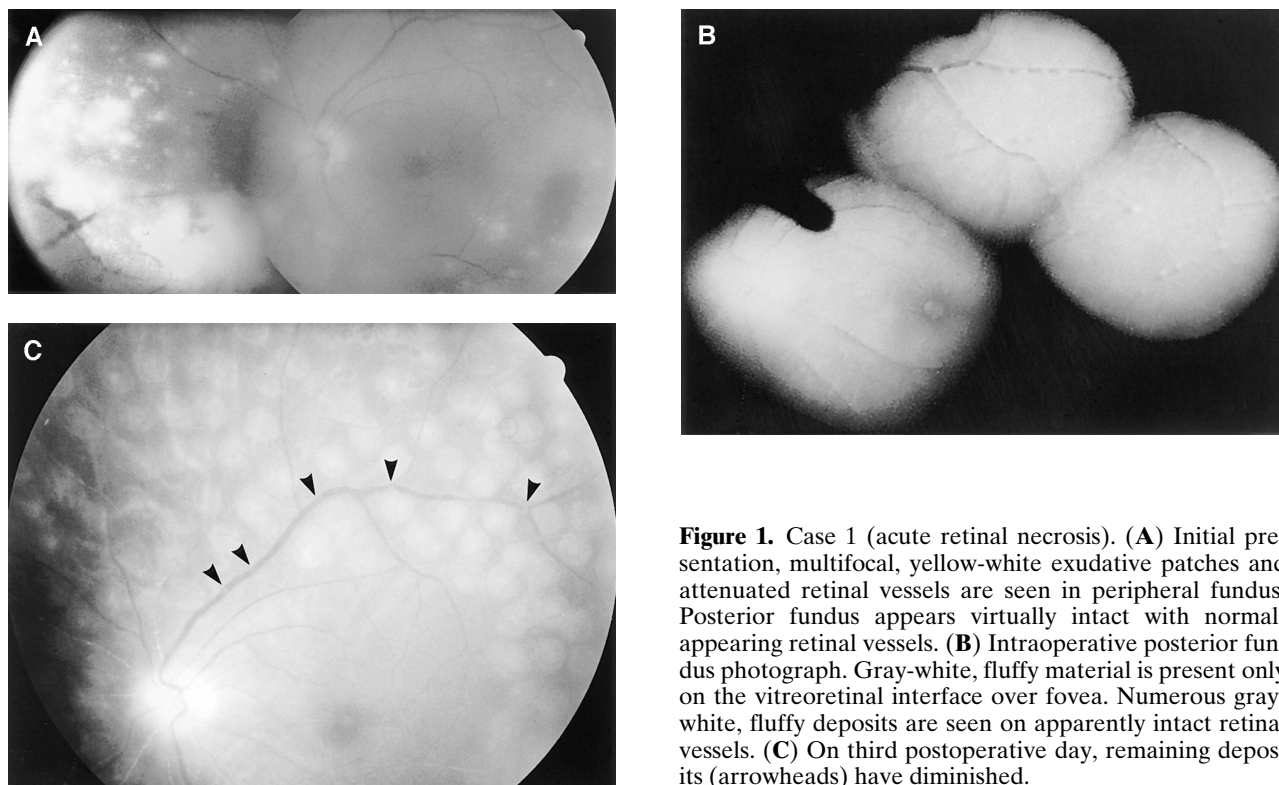 A
B
C
Figure 1. Case 1 (acute retinal necrosis). (A) Initial pre
sentation, multifocal, yellow-white exudative patches and
attenuated retinal vessels are seen in peripheral fundus
Posterior fundus appears virtually intact with normal
appearing retinal vessels. (B) Intraoperative posterior fun
dus photograph. Gray-white, fluffy material is present only
on the vitreoretinal interface over fovea. Numerous gray
white, fluffy deposits are seen on apparently intact retina
vessels. (C) On third postoperative day, remaining depos
its (arrowheads) have diminished.